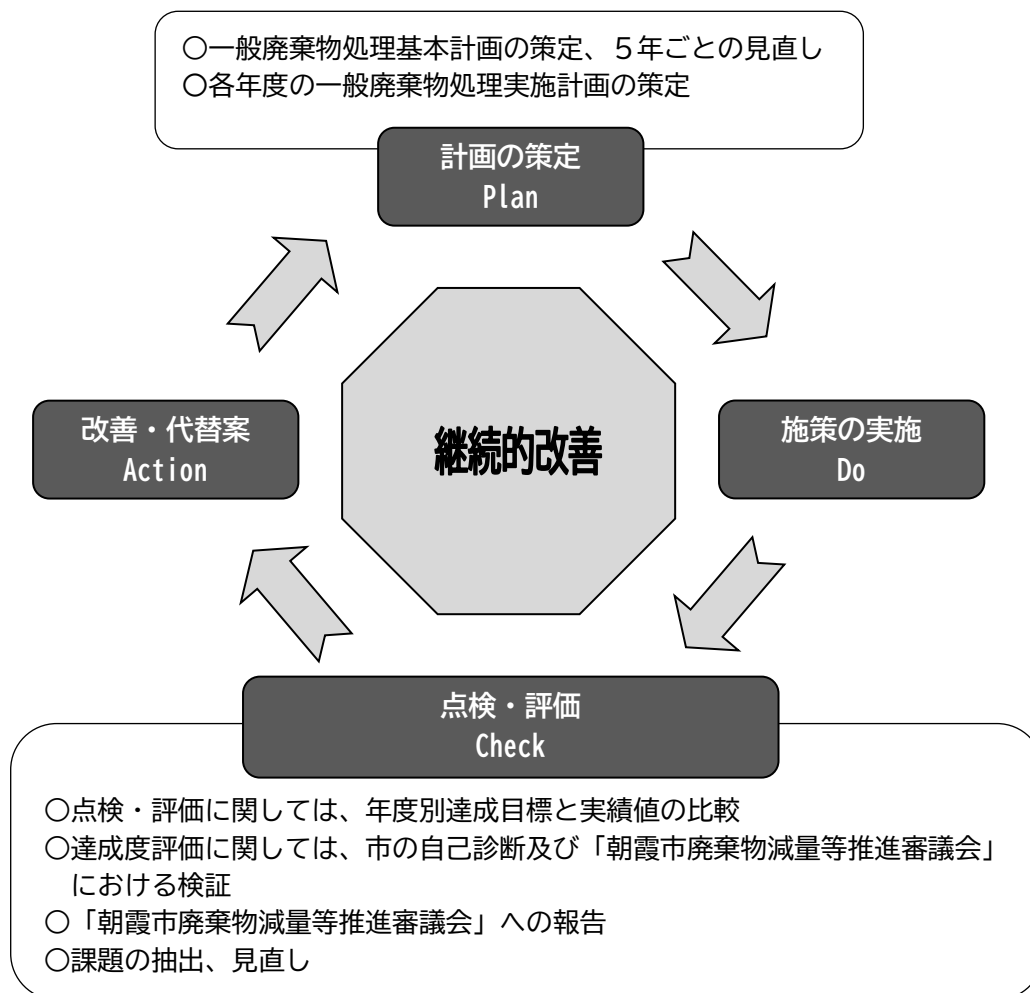 ○一般廃棄物処理基本計画の策定、５年ごとの見直し
○各年度の一般廃棄物処理実施計画の策定
計画の策定
Plan
改善・代替案
Action
継続的改善
施策の実施
Do
点検・評価
Check
○点検・評価に関しては、年度別達成目標と実績値の比較
○達成度評価に関しては、市の自己診断及び「朝霞市廃棄物減量等推進審議会」
における検証
○「朝霞市廃棄物減量等推進審議会」への報告
○課題の抽出、見直し